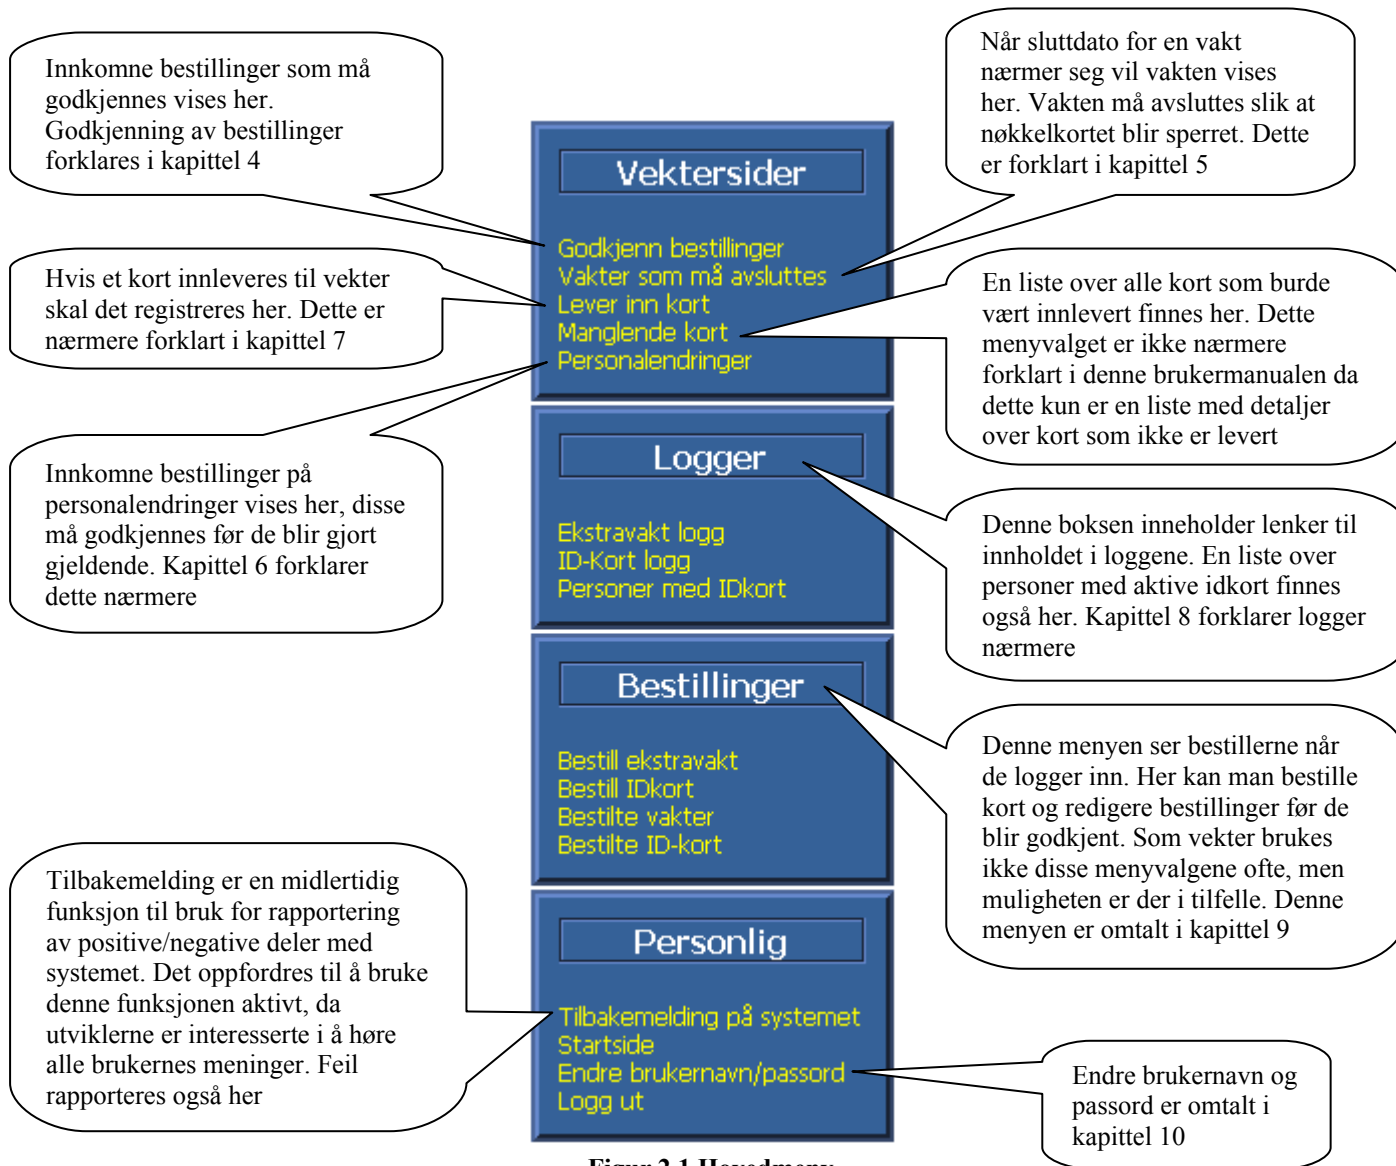 Innkomne bestillinger som må
godkjennes vises her.
Godkjenning av bestillinger
forklares i kapittel 4
Når sluttdato for en vakt
nærmer seg vil vakten vises
her. Vakten må avsluttes slik at
nøkkelkortet blir sperret. Dette
er forklart i kapittel 5
Hvis et kort innleveres til vekter
skal det registreres her. Dette er
nærmere forklart i kapittel 7
Vektersider
Godkjenn bestillinger
Vakter som må avsluttes
Lever inn kort
Manglende kort
Personalendringer
En liste over alle kort som burde
vært innlevert finnes her. Dette
menyvalget er ikke nærmere
forklart i denne brukermanualen da
dette kun er en liste med detaljer
over kort som ikke er levert
Innkomne bestillinger på
personalendringer vises her, disse
må godkjennes før de blir gjort
gjeldende. Kapittel 6 forklarer
dette nærmere
Logger
Ekstravakt logg
ID-Kort logg
Personer med IDkort
Denne boksen inneholder lenker til
innholdet i loggene. En liste over
personer med aktive idkort finnes
også her. Kapittel 8 forklarer logger
nærmere
Bestillinger
Bestill ekstravakt
Bestill IDkort
Bestilte vakter
Bestilte ID-kort
Denne menyen ser bestillerne når
de logger inn. Her kan man bestille
kort og redigere bestillinger før de
blir godkjent. Som vekter brukes
ikke disse menyvalgene ofte, men
muligheten er der i tilfelle. Denne
menyen er omtalt i kapittel 9
Tilbakemelding er en midlertidig
funksjon til bruk for rapportering
av positive/negative deler med
systemet. Det oppfordres til å bruke
denne funksjonen aktivt, da
utviklerne er interesserte i å høre
alle brukernes meninger. Feil
rapporteres også her
Personlig
Tilbakemelding på systemet
Startside
Endre brukernavn/passord
Logg ut
Endre brukernavn og
passord er omtalt i
kapittel 10
Figur 2.1 Hovedmeny